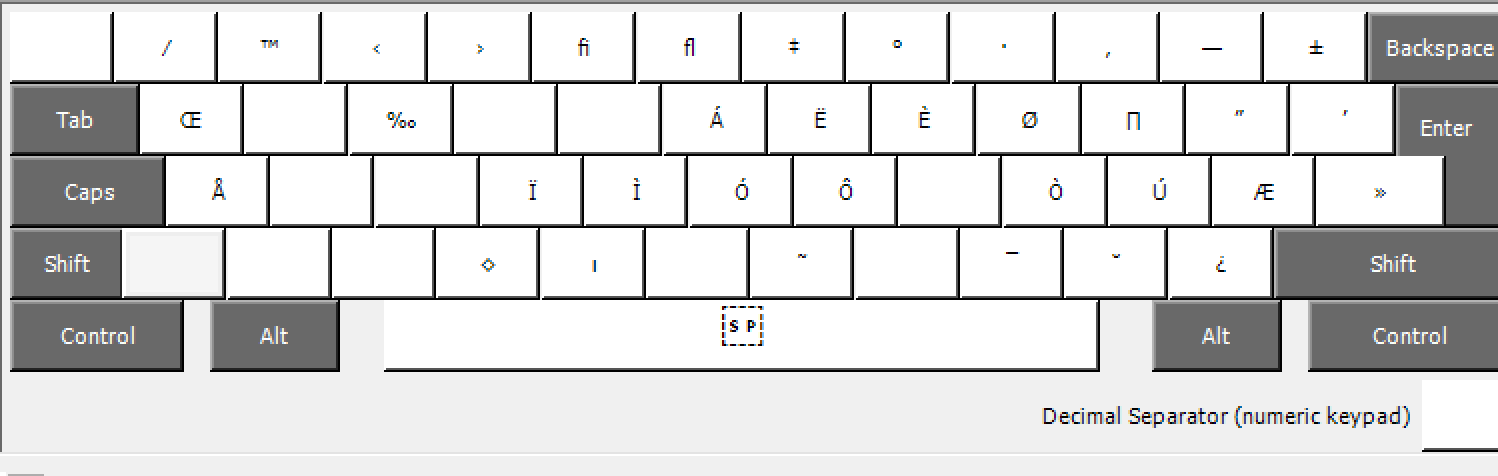 ⁄ ™ ‹ › ﬁ ﬂ ‡ ° · ‚ — ± Backspace
Tab Œ ‰ Á Ë È Ø ∏ ” ’ Enter
Caps Å Ï Ì Ó Ô Ò Ú Æ »
Shift ◊ ı ˜ ¯ ˘ ¿ Shift
Control Alt SP Alt Control
Decimal Separator (numeric keypad)